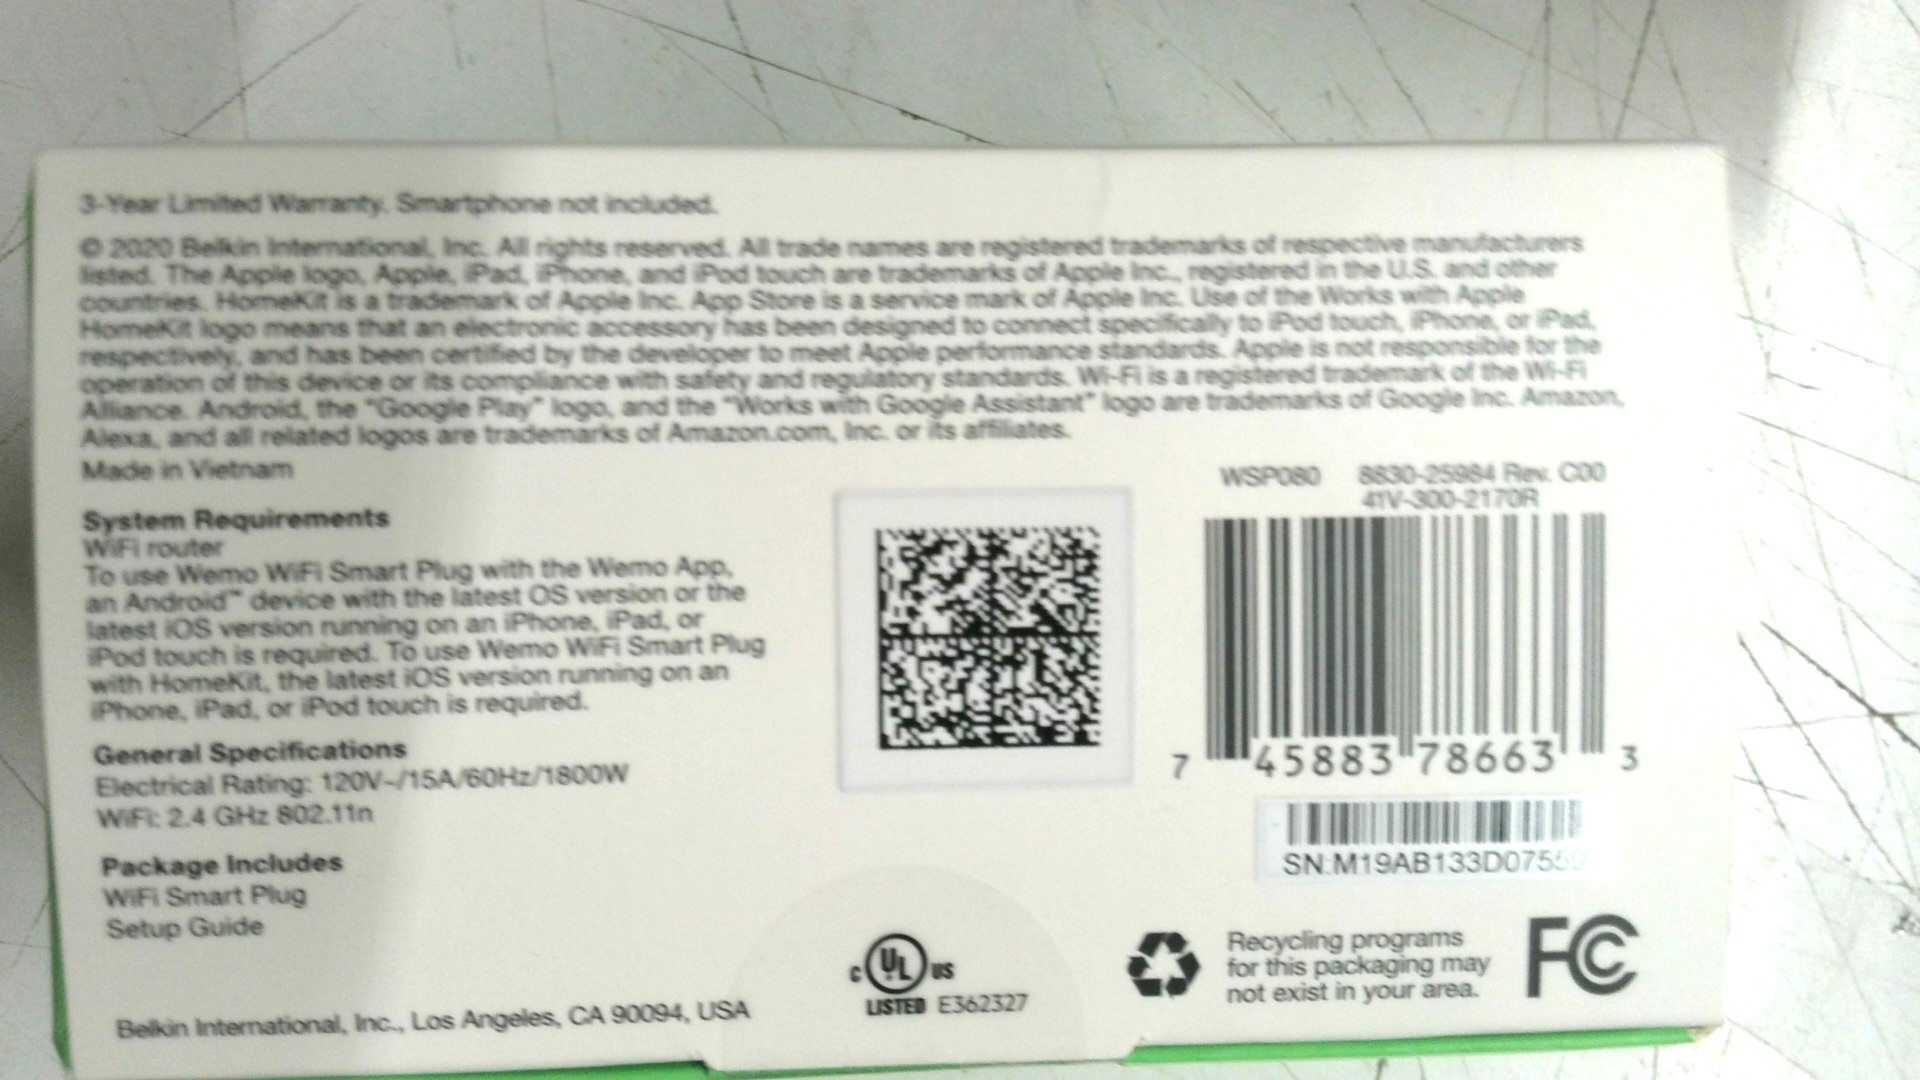 3-Year Limited Warranty. Smartphone not included.
© 2020 Belkin International, Inc. All rights reserved. All trade names are registered trademarks of respective manufacturers
listed. The Apple logo, Apple, iPad, iPhone, and iPod touch are trademarks of Apple Inc., registered in the U.S. and other
countries. HomeKit is a trademark of Apple Inc. App Store is a service mark of Apple Inc. Use of the Works with Apple
HomeKit logo means that an electronic accessory has been designed to connect specifically to iPod touch, iPhone, or iPad,
respectively, and has been certified by the developer to meet Apple performance standards. Apple is not responsible for the
operation of this device or its compliance with safety and regulatory standards. Wi-Fi is a registered trademark of the Wi-Fi
Alliance. Android, the "Google Play" logo, and the "Works with Google Assistant" logo are trademarks of Google Inc. Amazon,
Alexa, and all related logos are trademarks of Amazon.com, Inc. or its affiliates.
Made in Vietnam
System Requirements
WiFi router
To use Wemo WiFi Smart Plug with the Wemo App,
an Android™ device with the latest OS version or the
latest iOS version running on an iPhone, iPad, or
iPod touch is required. To use Wemo WiFi Smart Plug
with HomeKit, the latest iOS version running on an
iPhone, iPad, or iPod touch is required.
General Specifications
Electrical Rating: 120V~/15A/60Hz/1800W
WiFi: 2.4 GHz 802.11n
Package Includes
WiFi Smart Plug
Setup Guide
Belkin International, Inc., Los Angeles, CA 90094, USA
WSP080 8830-25984 Rev. C00
41V-300-2170R
7 45883 78663 3
c UL US
LISTED E362327
Recycling programs
for this packaging may
not exist in your area.
FC